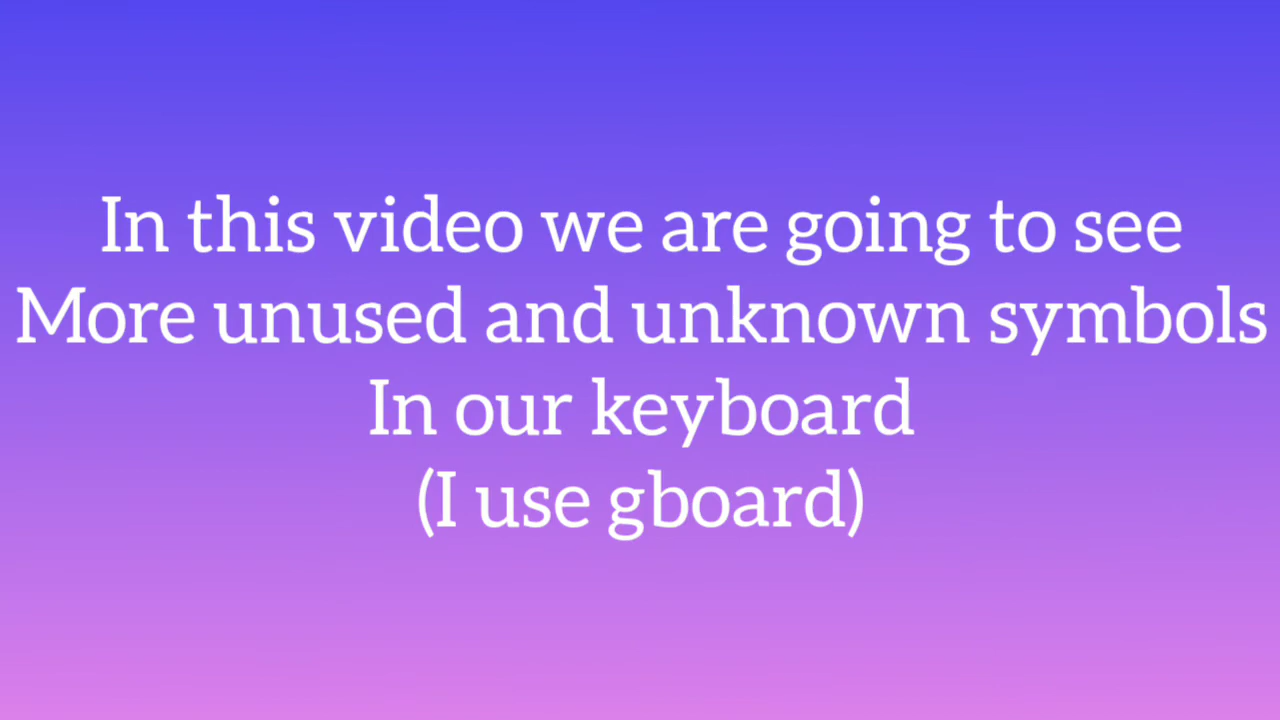 In this video we are going to see
More unused and unknown symbols
In our keyboard
(I use gboard)